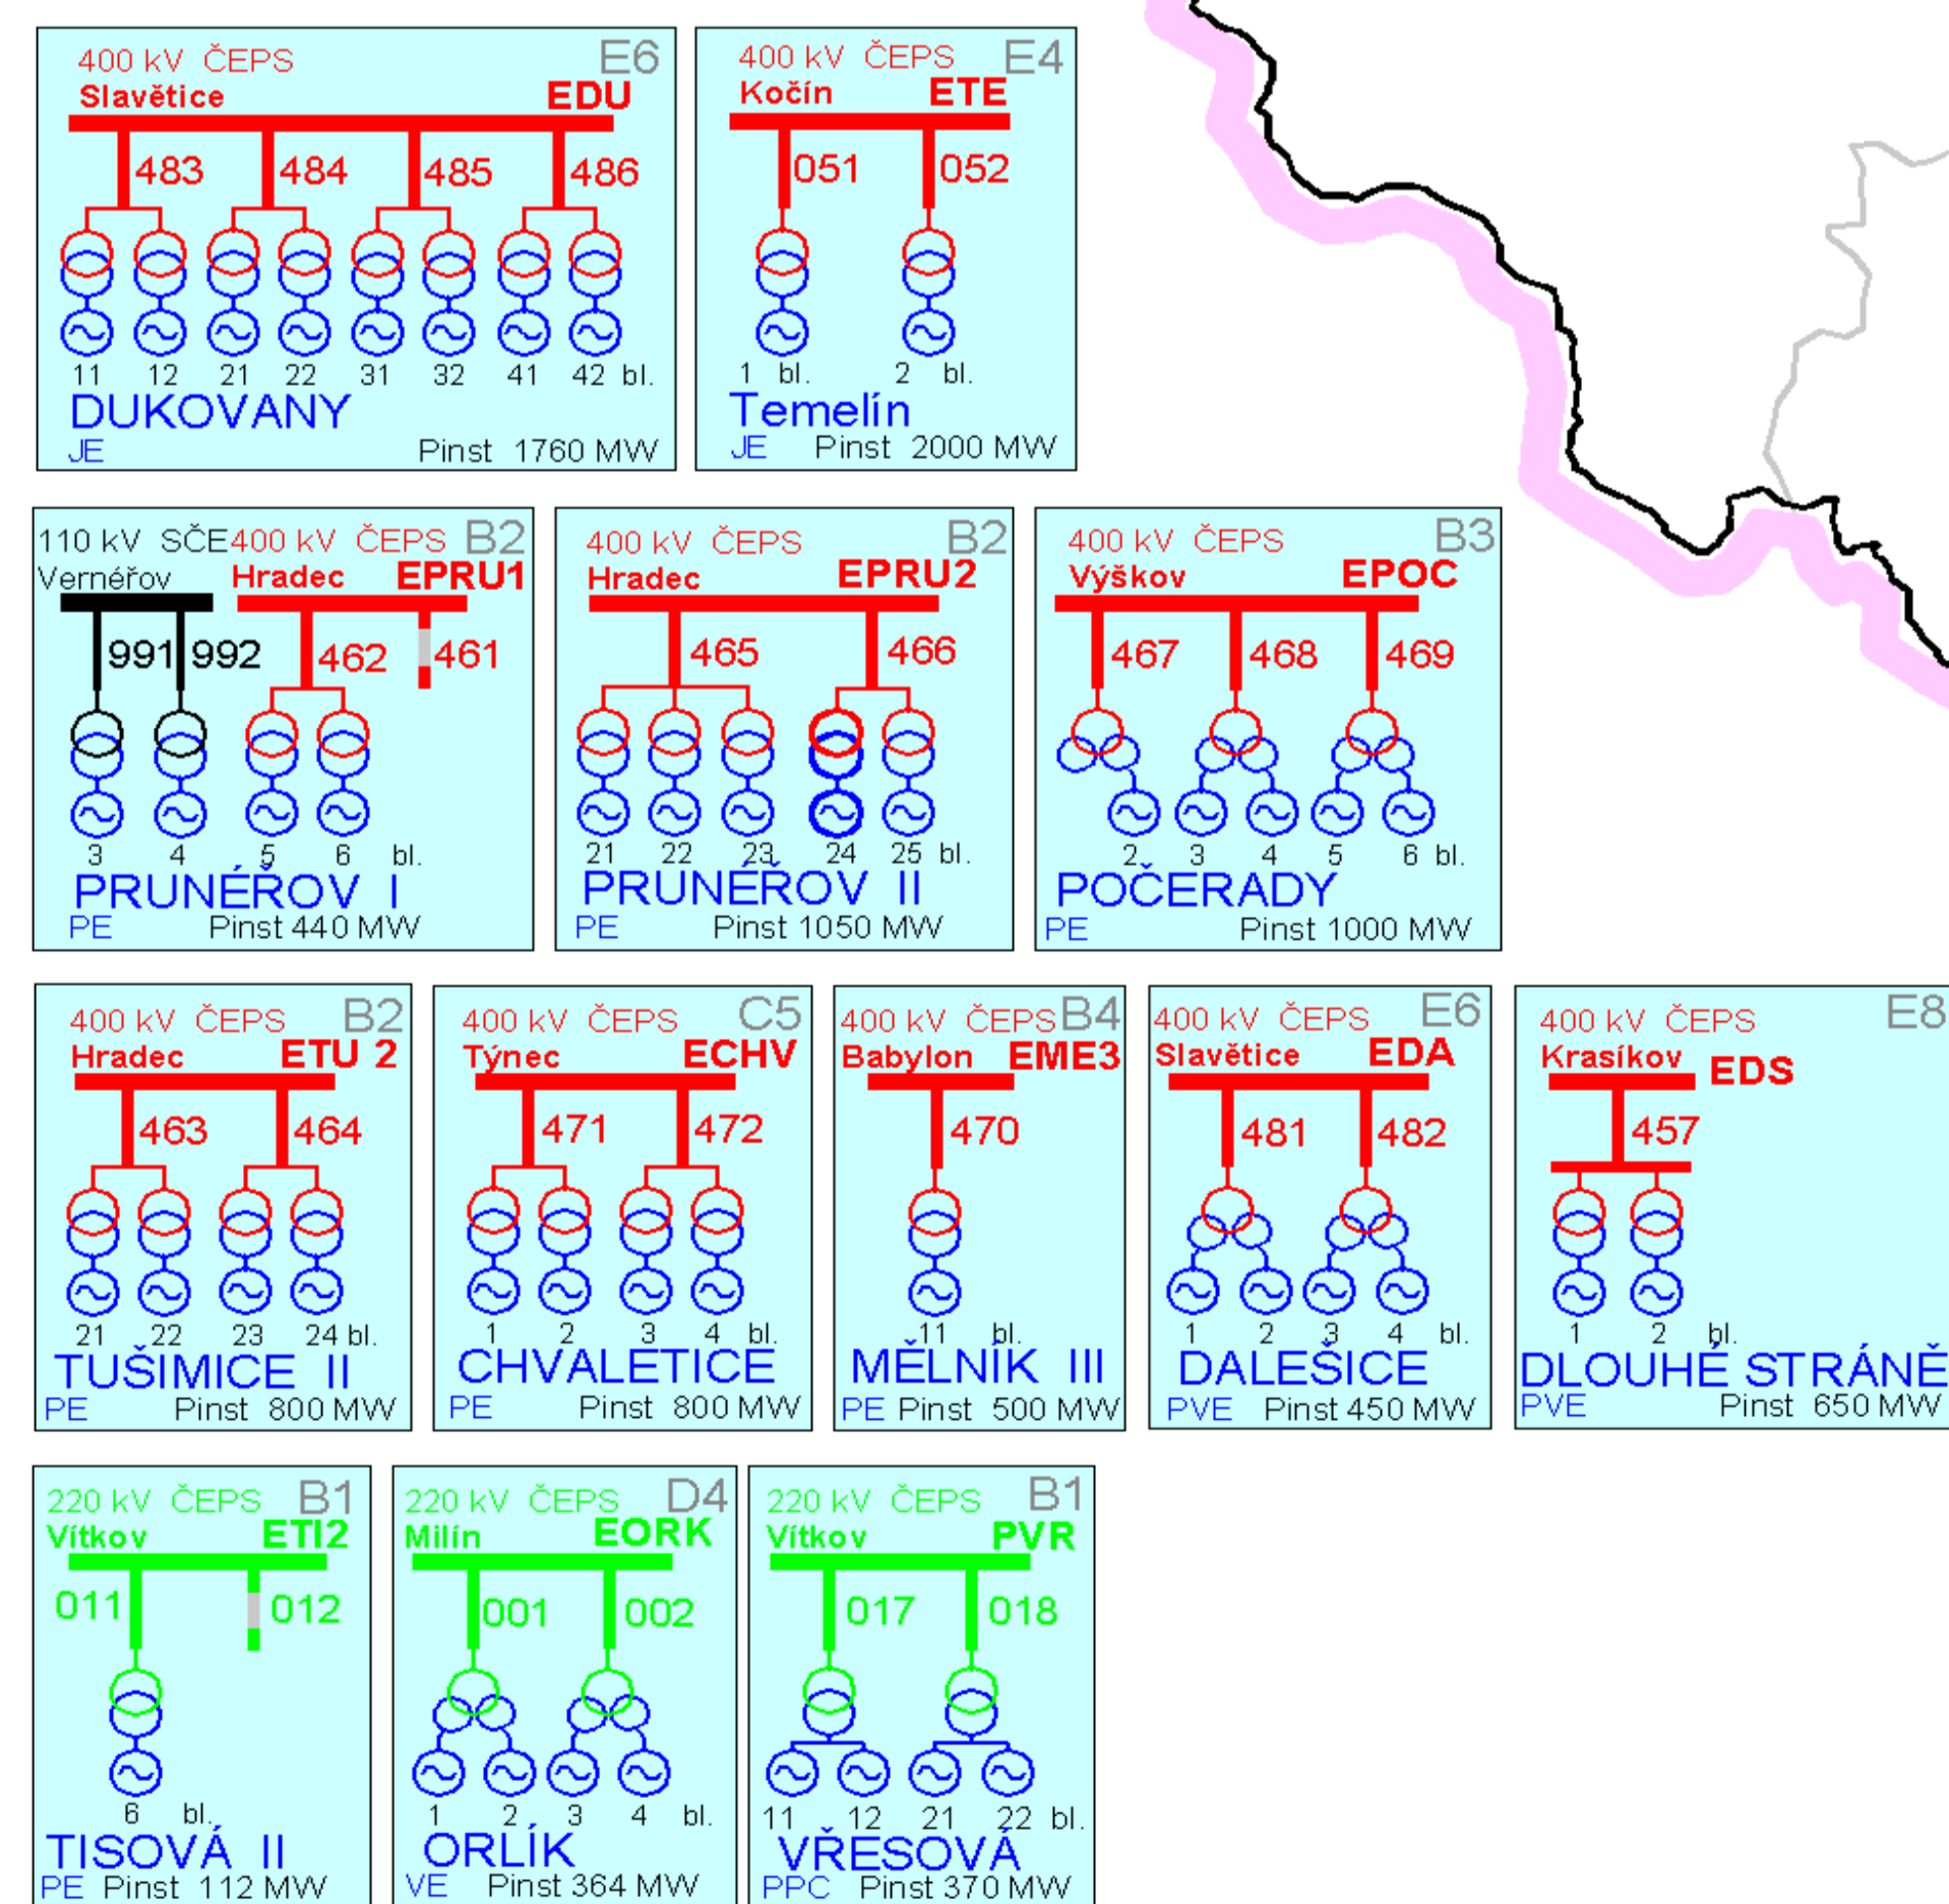 400 kV ČEPS E6
Slavětice EDU
483 484 485 486
11 12 21 22 31 32 41 42 bl.
DUKOVANY
JE Pinst 1760 MW
400 kV ČEPS E4
Kočín ETE
051 052
1 bl. 2 bl.
Temelín
JE Pinst 2000 MW
110 kV SČE 400 kV ČEPS B2
Vernéřov Hradec EPRU1
991 992 462 461
3 4 5 6 bl.
PRUNÉŘOV I
PE Pinst 440 MW
400 kV ČEPS B2
Hradec EPRU2
465 466
21 22 23 24 25 bl.
PRUNÉŘOV II
PE Pinst 1050 MW
400 kV ČEPS B3
Výškov EPOC
467 468 469
2 3 4 5 6 bl.
POČERADY
PE Pinst 1000 MW
400 kV ČEPS B2
Hradec ETU 2
463 464
21 22 23 24 bl.
TUŠIMICE II
PE Pinst 800 MW
400 kV ČEPS C5
Týnec ECHV
471 472
1 2 3 4 bl.
CHVALETICE
PE Pinst 800 MW
400 kV ČEPS B4
Babylon EME3
470
11 bl.
MĚLNÍK III
PE Pinst 500 MW
400 kV ČEPS E6
Slavětice EDA
481 482
1 2 3 4 bl.
DALEŠICE
PVE Pinst 450 MW
400 kV ČEPS E8
Krasíkov EDS
457
1 2 bl.
DLOUHÉ STRÁNĚ
PVE Pinst 650 MW
220 kV ČEPS B1
Vítkov ETI2
011 012
6 bl.
TISOVÁ II
PE Pinst 112 MW
220 kV ČEPS D4
Milín EORK
001 002
1 2 3 4 bl.
ORLÍK
VE Pinst 364 MW
220 kV ČEPS B1
Vítkov PVR
017 018
11 12 21 22 bl.
VŘESOVÁ
PPC Pinst 370 MW